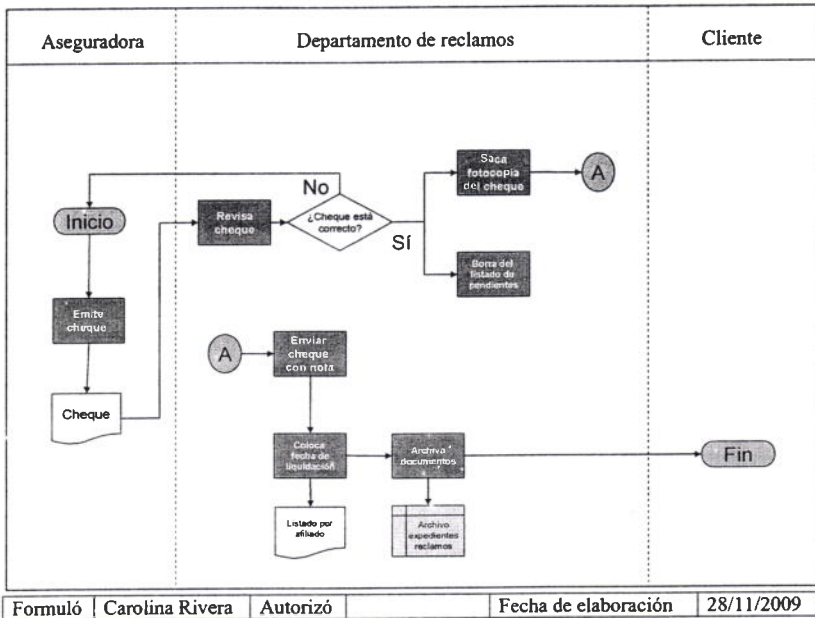 Aseguradora
Departamento de reclamos
Cliente
Saca
fotocopia
del cheque
A
No
Inicio
Revisa
cheque
¿Cheque está
correcto?
Sí
Borra del
listado de
pendientes
Emite
cheque
A
Enviar
cheque
con nota
Cheque
Coloca
fecha de
liquidación
Archiva
documentos
Fin
Listado por
afiliado
Archivo
expedientes
reclamos
Formuló
Carolina Rivera
Autorizó
Fecha de elaboración
28/11/2009